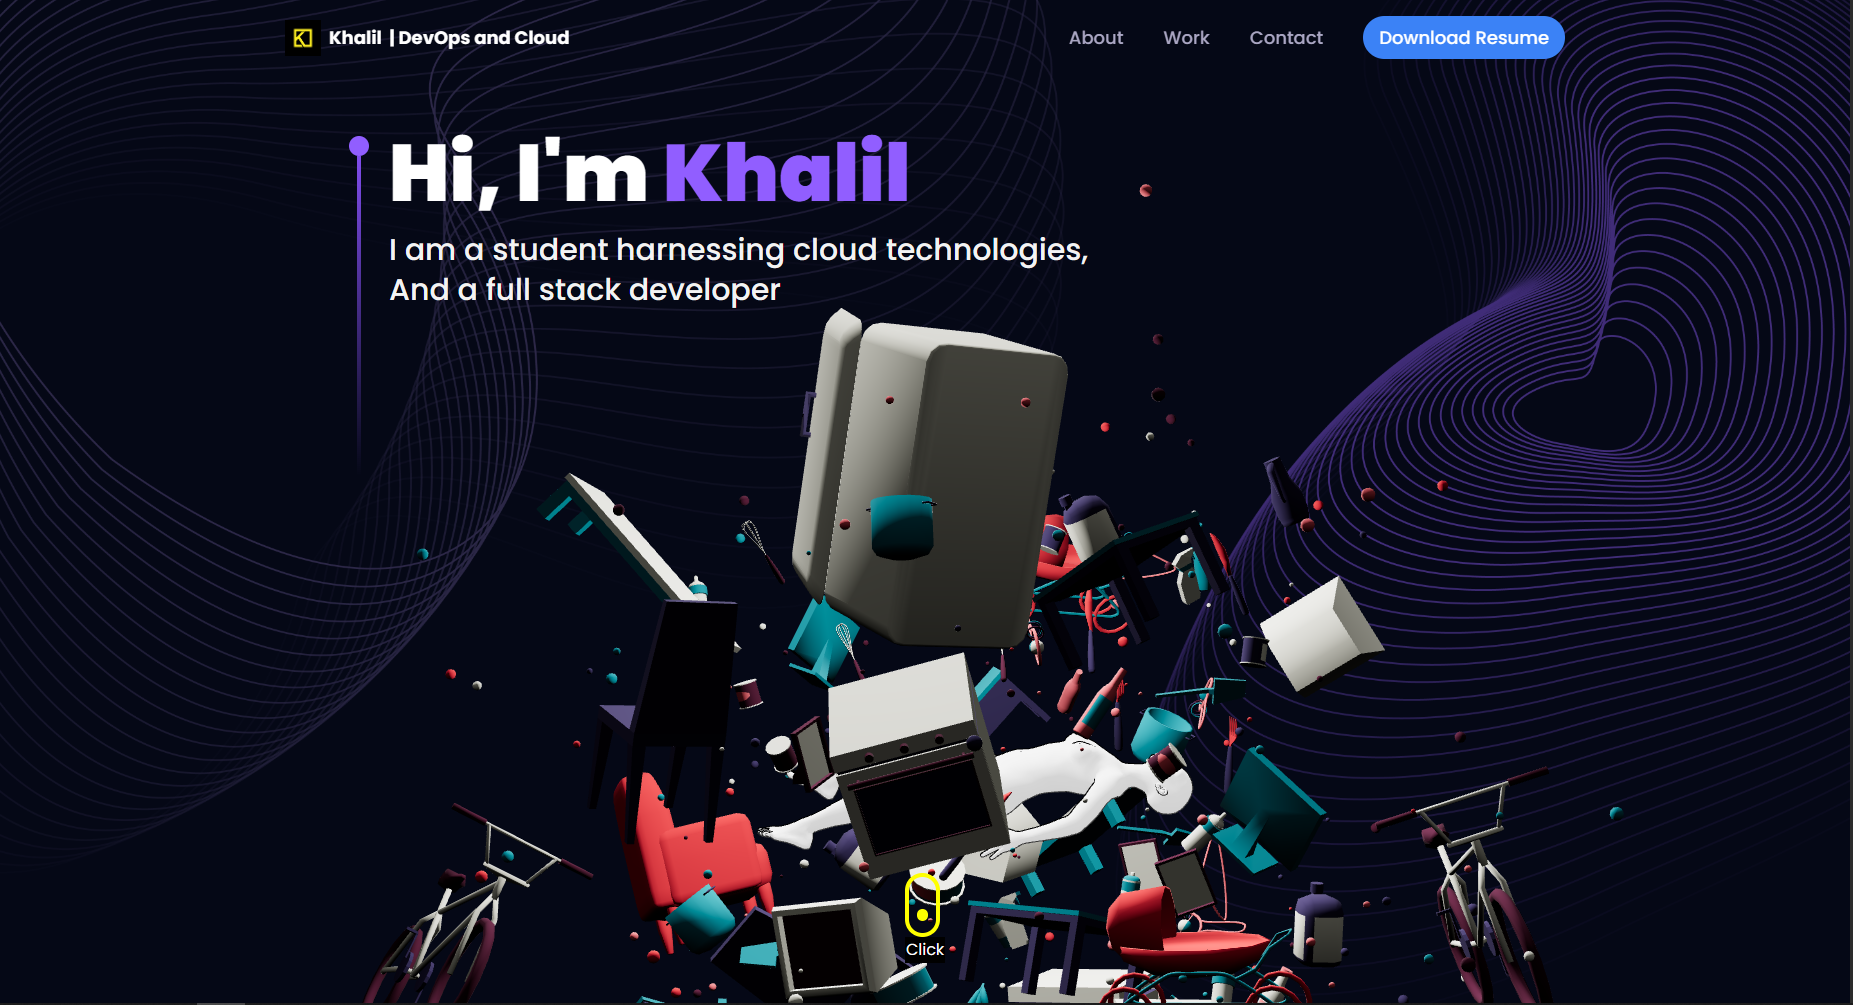 Khalil | DevOps and Cloud
About
Work
Contact
Download Resume
Hi, I'm Khalil
I am a student harnessing cloud technologies,
And a full stack developer
Click